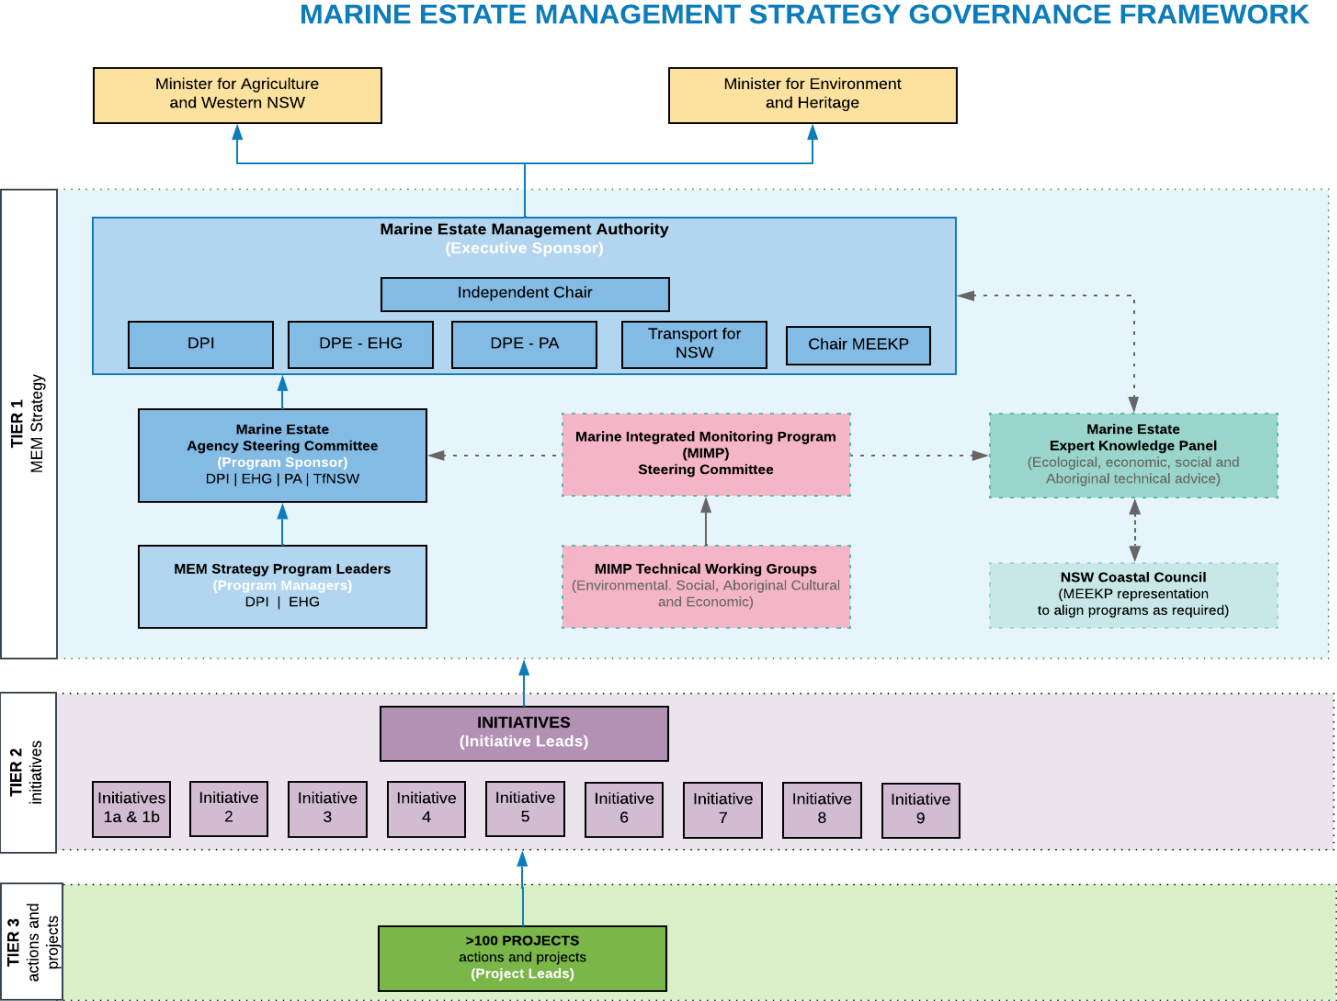 MARINE ESTATE MANAGEMENT STRATEGY GOVERNANCE FRAMEWORK
Minister for Agriculture
and Western NSW
Minister for Environment
and Heritage
TIER 1
MEM Strategy
Marine Estate Management Authority
(Executive Sponsor)
Independent Chair
DPI
DPE - EHG
DPE - PA
Transport for
NSW
Chair MEEKP
Marine Estate
Agency Steering Committee
(Program Sponsor)
DPI | EHG | PA | TfNSW
Marine Integrated Monitoring Program
(MIMP)
Steering Committee
Marine Estate
Expert Knowledge Panel
(Ecological, economic, social and
Aboriginal technical advice)
MEM Strategy Program Leaders
(Program Managers)
DPI | EHG
MIMP Technical Working Groups
(Environmental. Social, Aboriginal Cultural
and Economic)
NSW Coastal Council
(MEEKP representation
to align programs as required)
TIER 2
initiatives
INITIATIVES
(Initiative Leads)
Initiatives
1a & 1b
Initiative
2
Initiative
3
Initiative
4
Initiative
5
Initiative
6
Initiative
7
Initiative
8
Initiative
9
TIER 3
actions and
projects
>100 PROJECTS
actions and projects
(Project Leads)